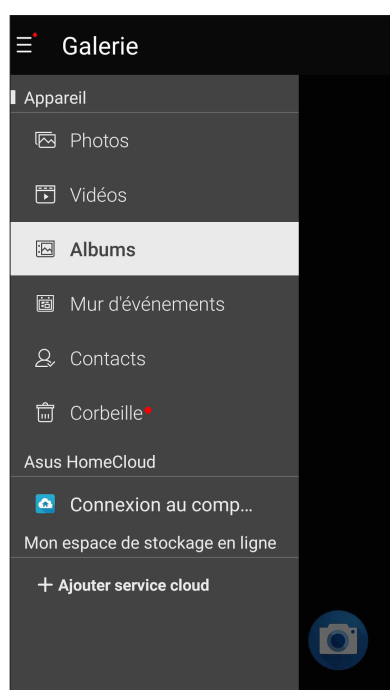 Galerie
Appareil
Photos
Vidéos
Albums
Mur d'événements
Contacts
Corbeille
Asus HomeCloud
Connexion au comp...
Mon espace de stockage en ligne
+ Ajouter service cloud